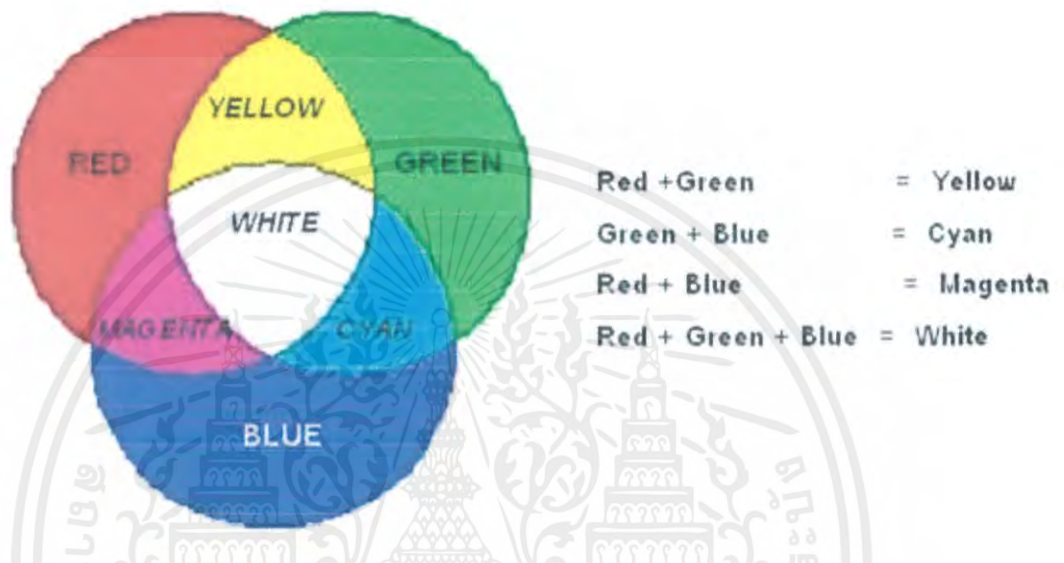 YELLOW
RED
GREEN
WHITE
MAGENTA
CYAN
BLUE
Red +Green = Yellow
Green + Blue = Cyan
Red + Blue = Magenta
Red + Green + Blue = White